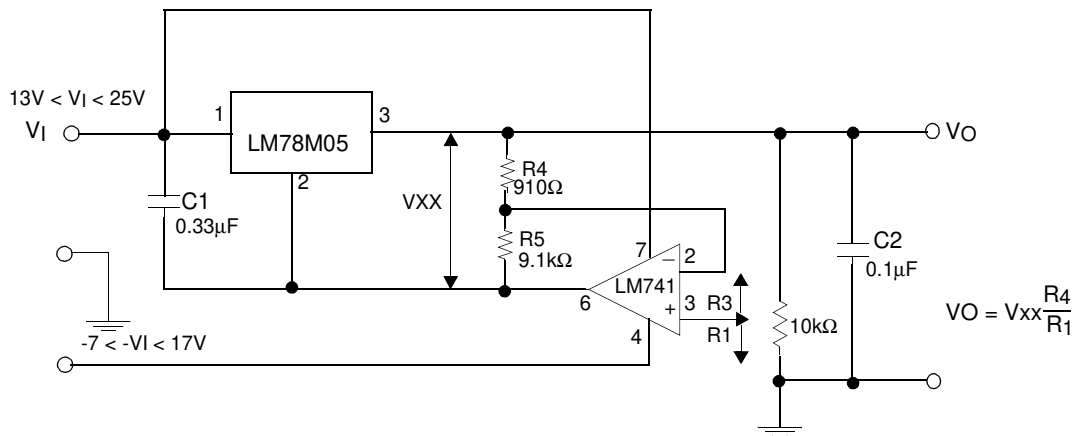 13V < VI < 25V
VI
1
LM78M05
3
2
VO
C1
0.33μF
VXX
R4
910Ω
R5
9.1kΩ
7
–
2
LM741
6
+
3
4
R3
R1
10kΩ
C2
0.1μF
VO = Vxx R4
R1
-7 < -VI < 17V